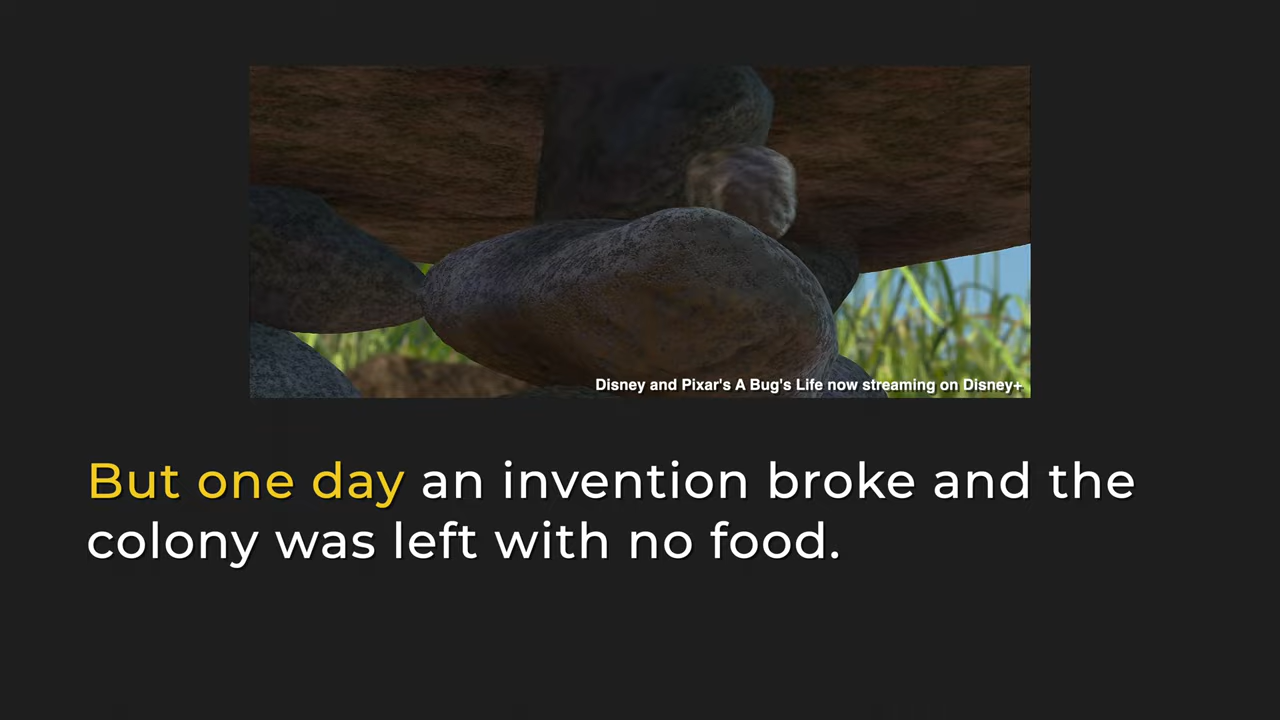 Disney and Pixar's A Bug's Life now streaming on Disney+
But one day an invention broke and the
colony was left with no food.